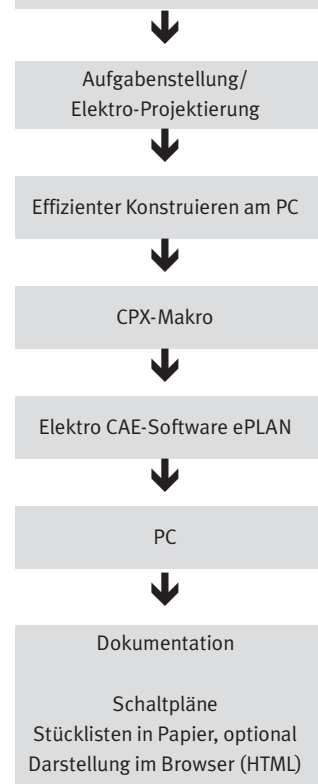 Aufgabenstellung/
Elektro-Projektierung
Effizienter Konstruieren am PC
CPX-Makro
Elektro CAE-Software ePLAN
PC
Dokumentation
Schaltpläne
Stücklisten in Papier, optional
Darstellung im Browser (HTML)